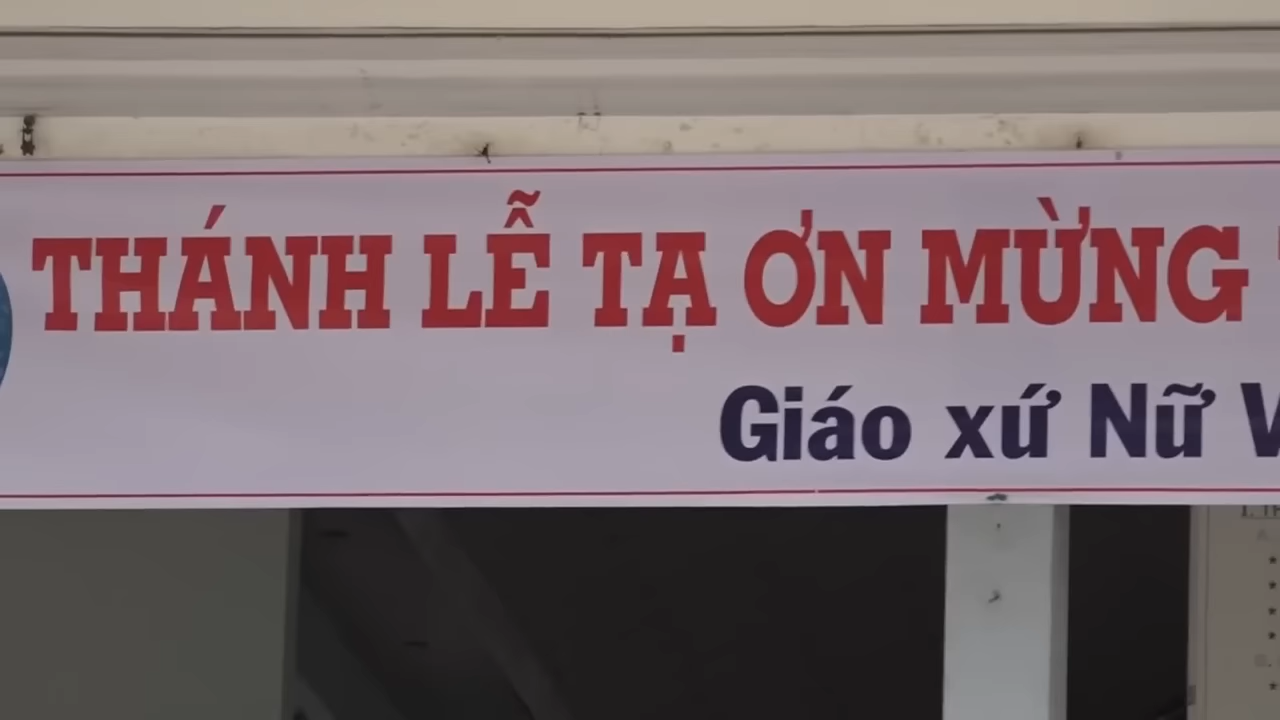 THÁNH LỄ TẠ ƠN MỪNG
Giáo xứ Nữ